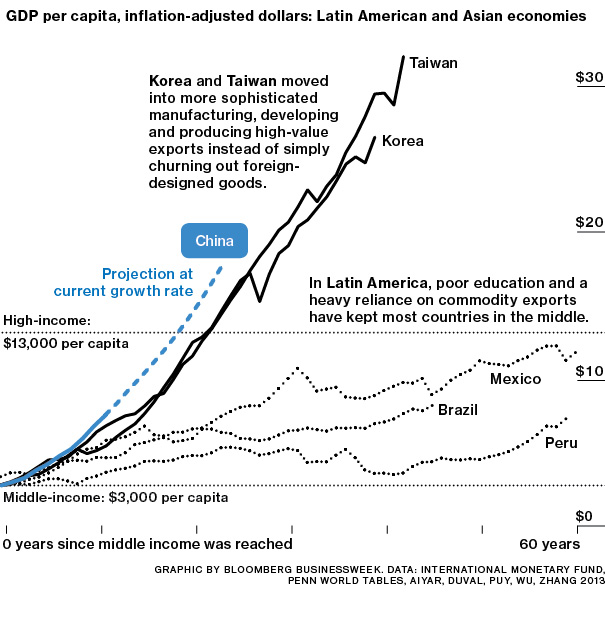 GDP per capita, inflation-adjusted dollars: Latin American and Asian economies
Taiwan
$30
Korea and Taiwan moved
into more sophisticated
manufacturing, developing
and producing high-value
exports instead of simply
churning out foreign-
designed goods.
Korea
$20
China
Projection at
current growth rate
In Latin America, poor education and a
heavy reliance on commodity exports
have kept most countries in the middle.
High-income:
$13,000 per capita
$10
Mexico
Brazil
Peru
Middle-income: $3,000 per capita
$0
0 years since middle income was reached
60 years
GRAPHIC BY BLOOMBERG BUSINESSWEEK. DATA: INTERNATIONAL MONETARY FUND,
PENN WORLD TABLES, AIYAR, DUVAL, PUY, WU, ZHANG 2013